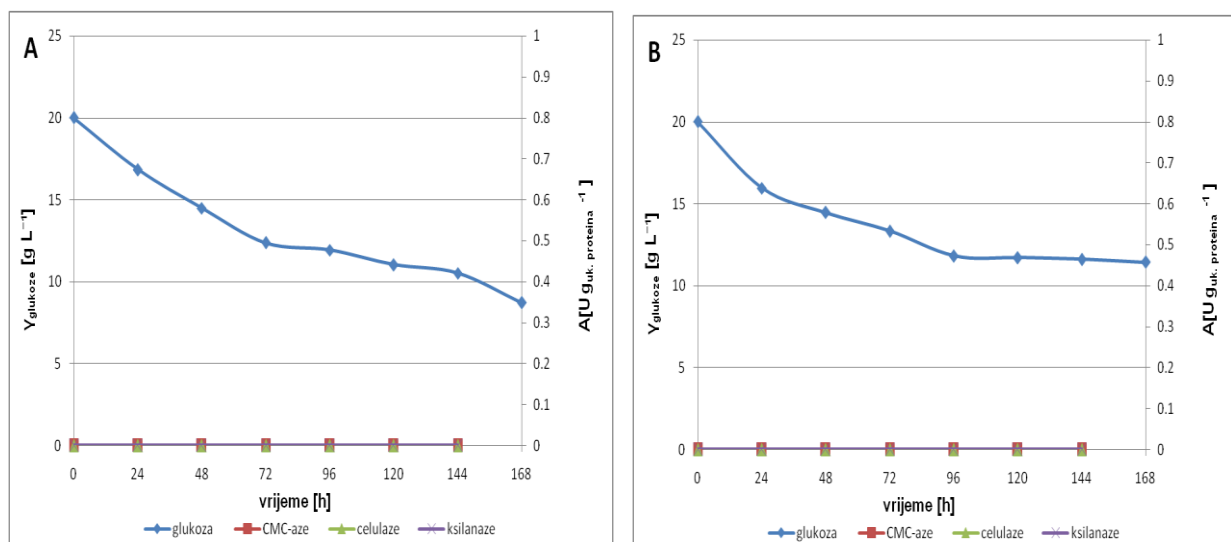 A
25
20
15
10
5
0
1
0.9
0.8
0.7
0.6
0.5
0.4
0.3
0.2
0.1
0
Yglukoze [g L⁻¹]
A[U guk. proteina ⁻¹ ]
0 24 48 72 96 120 144 168
vrijeme [h]
glukoza CMC-aze celulaze ksilanaze
B
25
20
15
10
5
0
1
0.9
0.8
0.7
0.6
0.5
0.4
0.3
0.2
0.1
0
Yglukoze [g L⁻¹]
A[U guk. proteina ⁻¹ ]
0 24 48 72 96 120 144 168
vrijeme [h]
glukoza CMC-aze celulaze ksilanaze